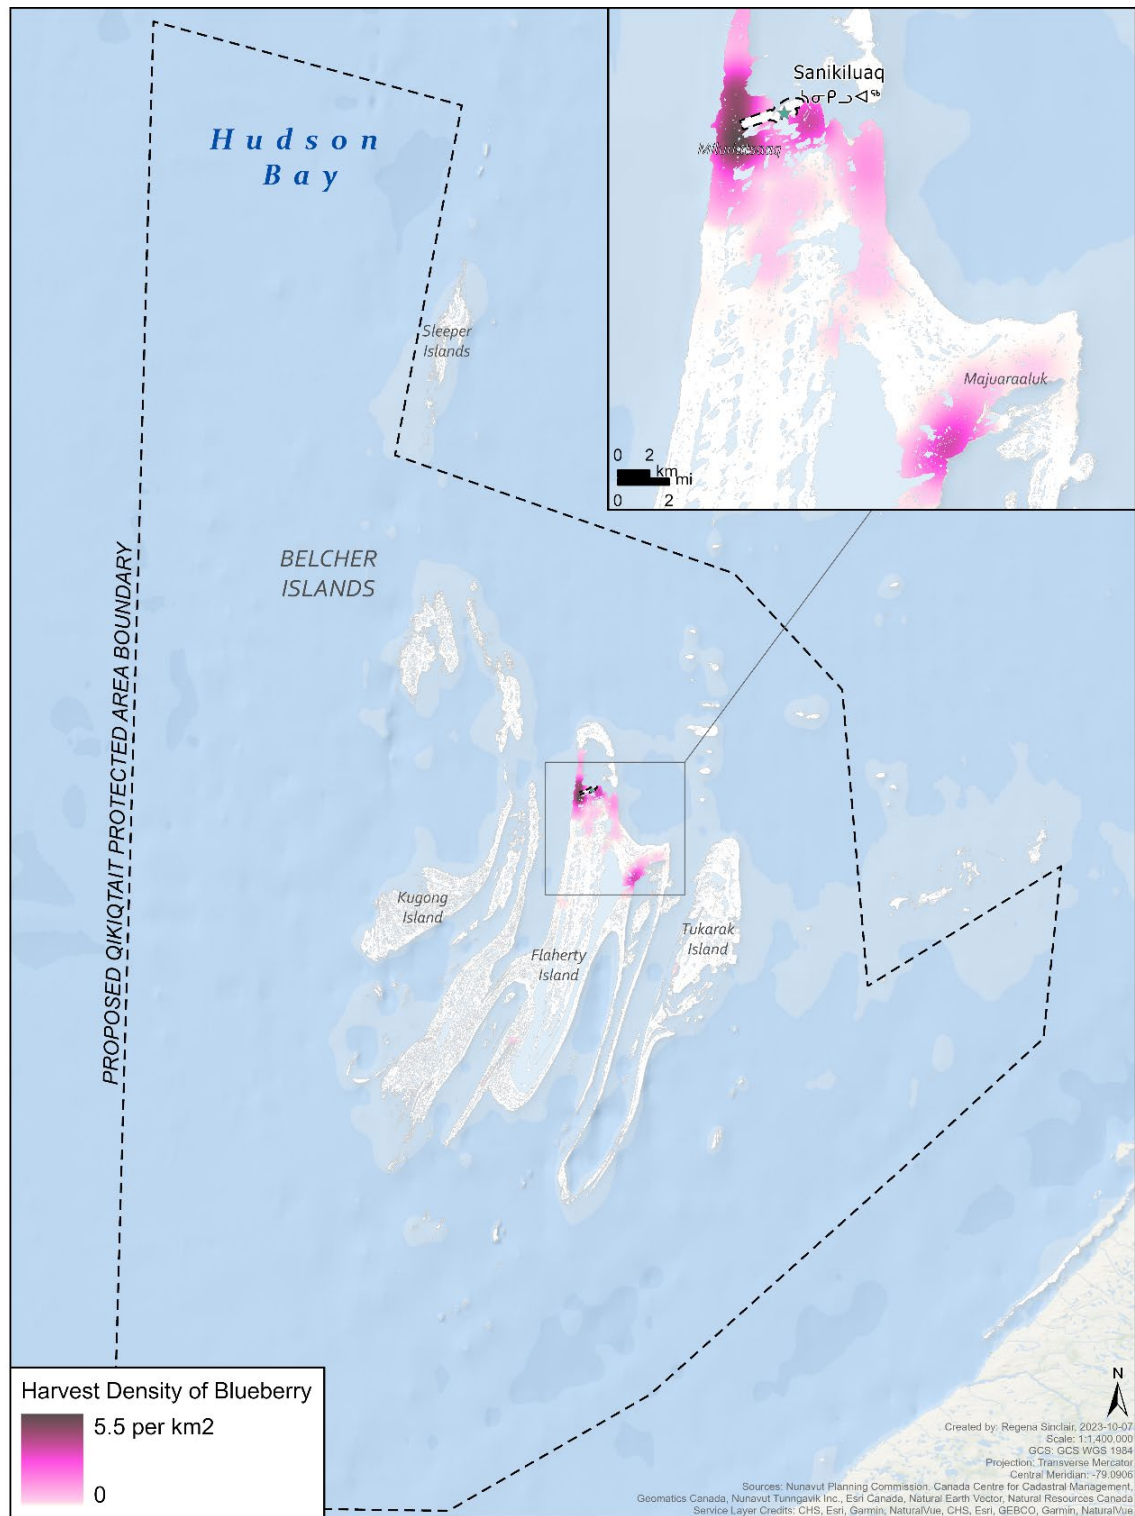 Hudson
Bay
Sleeper
Islands
BELCHER
ISLANDS
PROPOSED QIKIQTAIT PROTECTED AREA BOUNDARY
Kugong
Island
Flaherty
Island
Tukarak
Island
Sanikiluaq
ᓴᓂᑭᓗᐊᖅ
Majuaraaluk
0 2
km
mi
0 2
Harvest Density of Blueberry
5.5 per km2
0
N
Created by: Regena Sinclair, 2023-10-07
Scale: 1:1,400,000
GCS: GCS WGS 1984
Projection: Transverse Mercator
Central Meridian: -79.0906
Sources: Nunavut Planning Commission, Canada Centre for Cadastral Management,
Geomatics Canada, Nunavut Tunngavik Inc., Esri Canada, Natural Earth Vector, Natural Resources Canada
Service Layer Credits: CHS, Esri, Garmin, NaturalVue, CHS, Esri, GEBCO, Garmin, NaturalVue